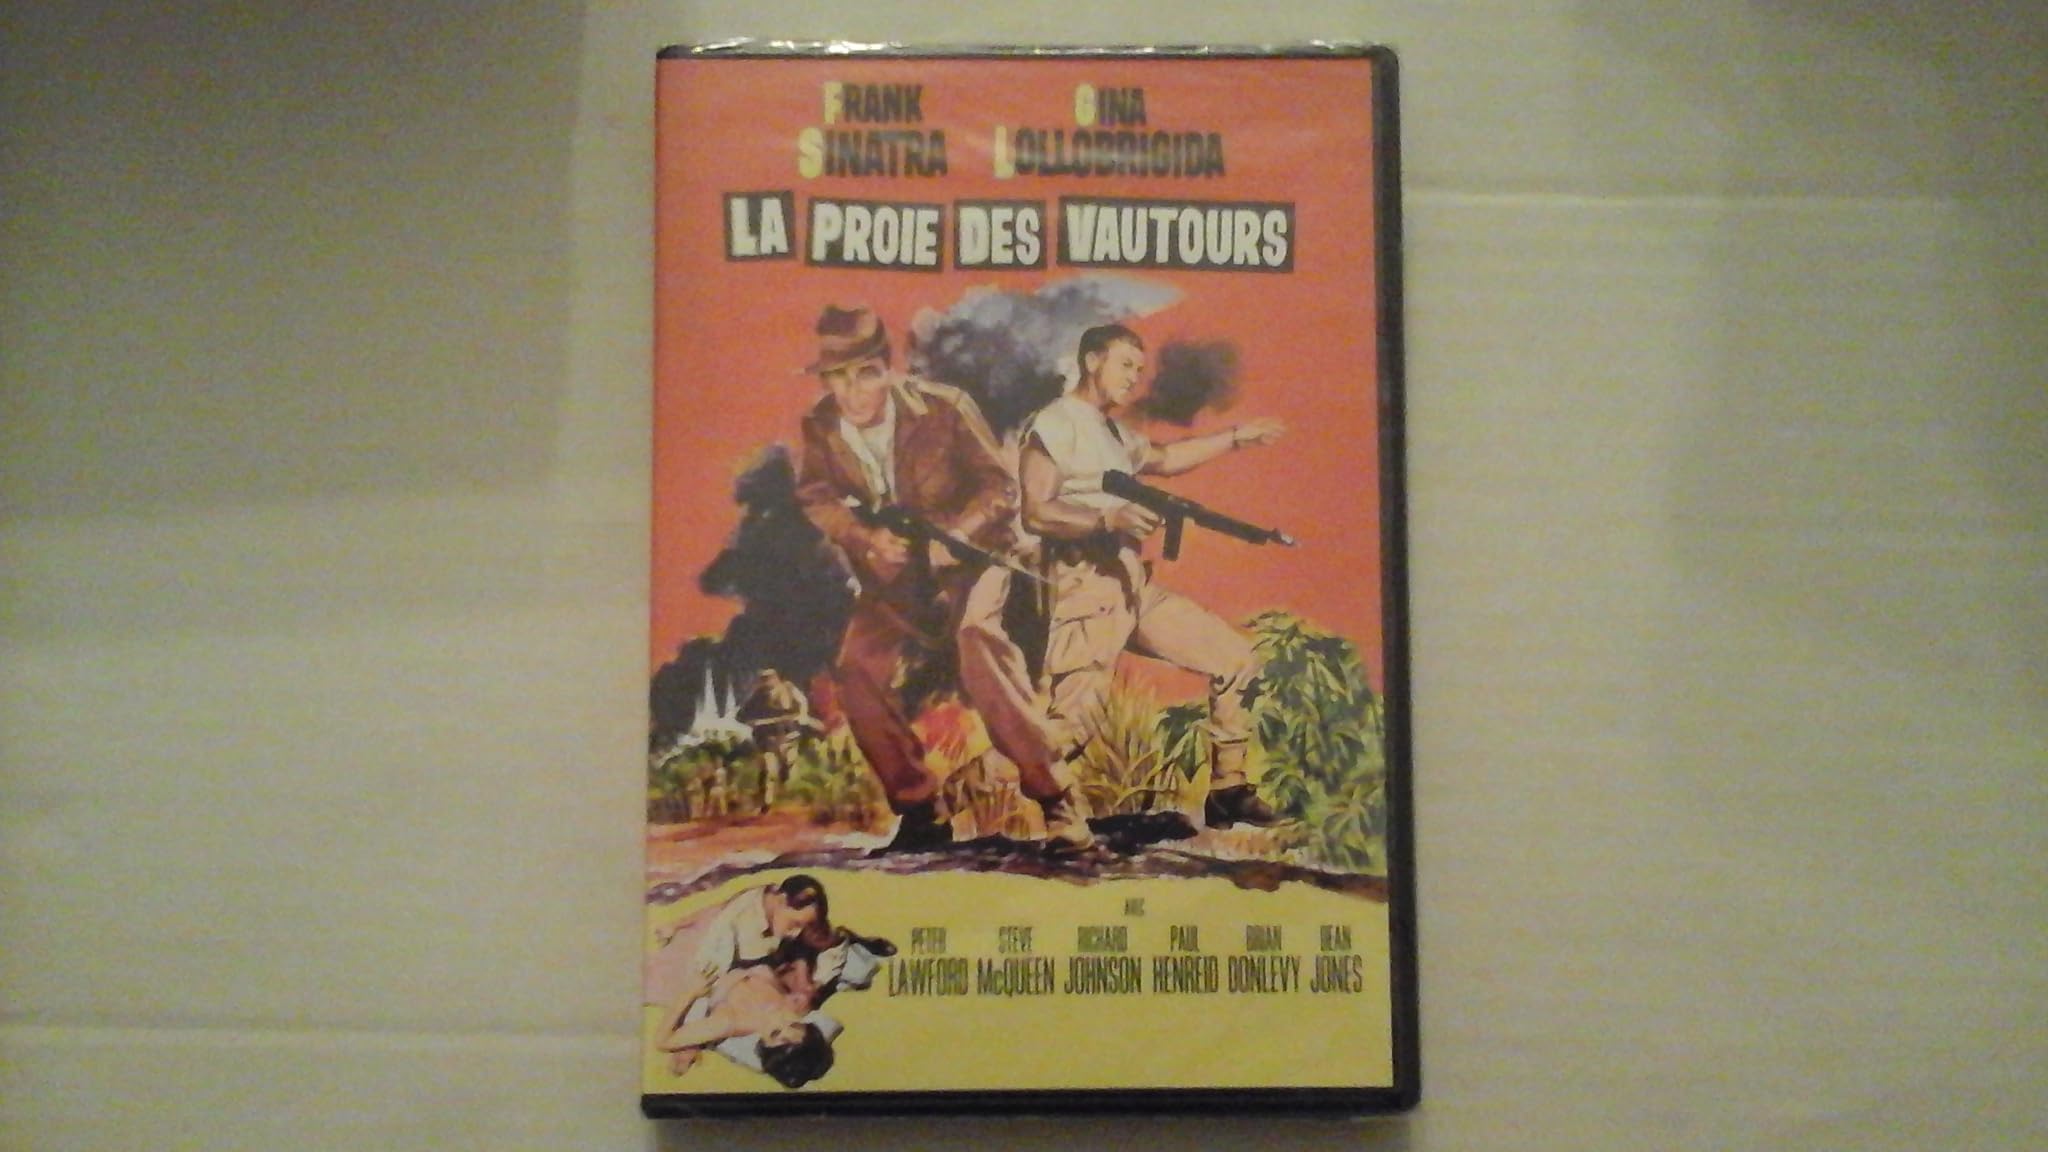 FRANK GINA
SINATRA LOLLOBRIGIDA
LA PROIE DES VAUTOURS
AVEC
PETER STEVE RICHARD PAUL BRIAN DEAN
LAWFORD McQUEEN JOHNSON HENREID DONLEVY JONES